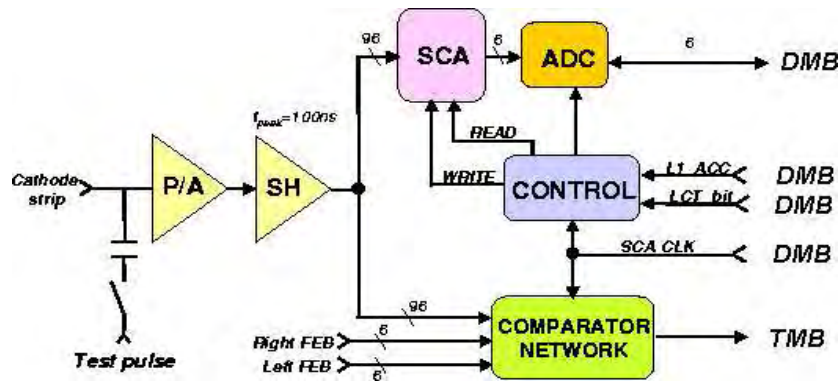 96
SCA
6
ADC
6
DMB
tpeak=100ns
READ
Cathode
strip
P/A
SH
WRITE
CONTROL
L1_ACC
DMB
LCT_bit
DMB
SCA CLK
DMB
96
Right FEB
6
COMPARATOR
NETWORK
TMB
Left FEB
6
Test pulse